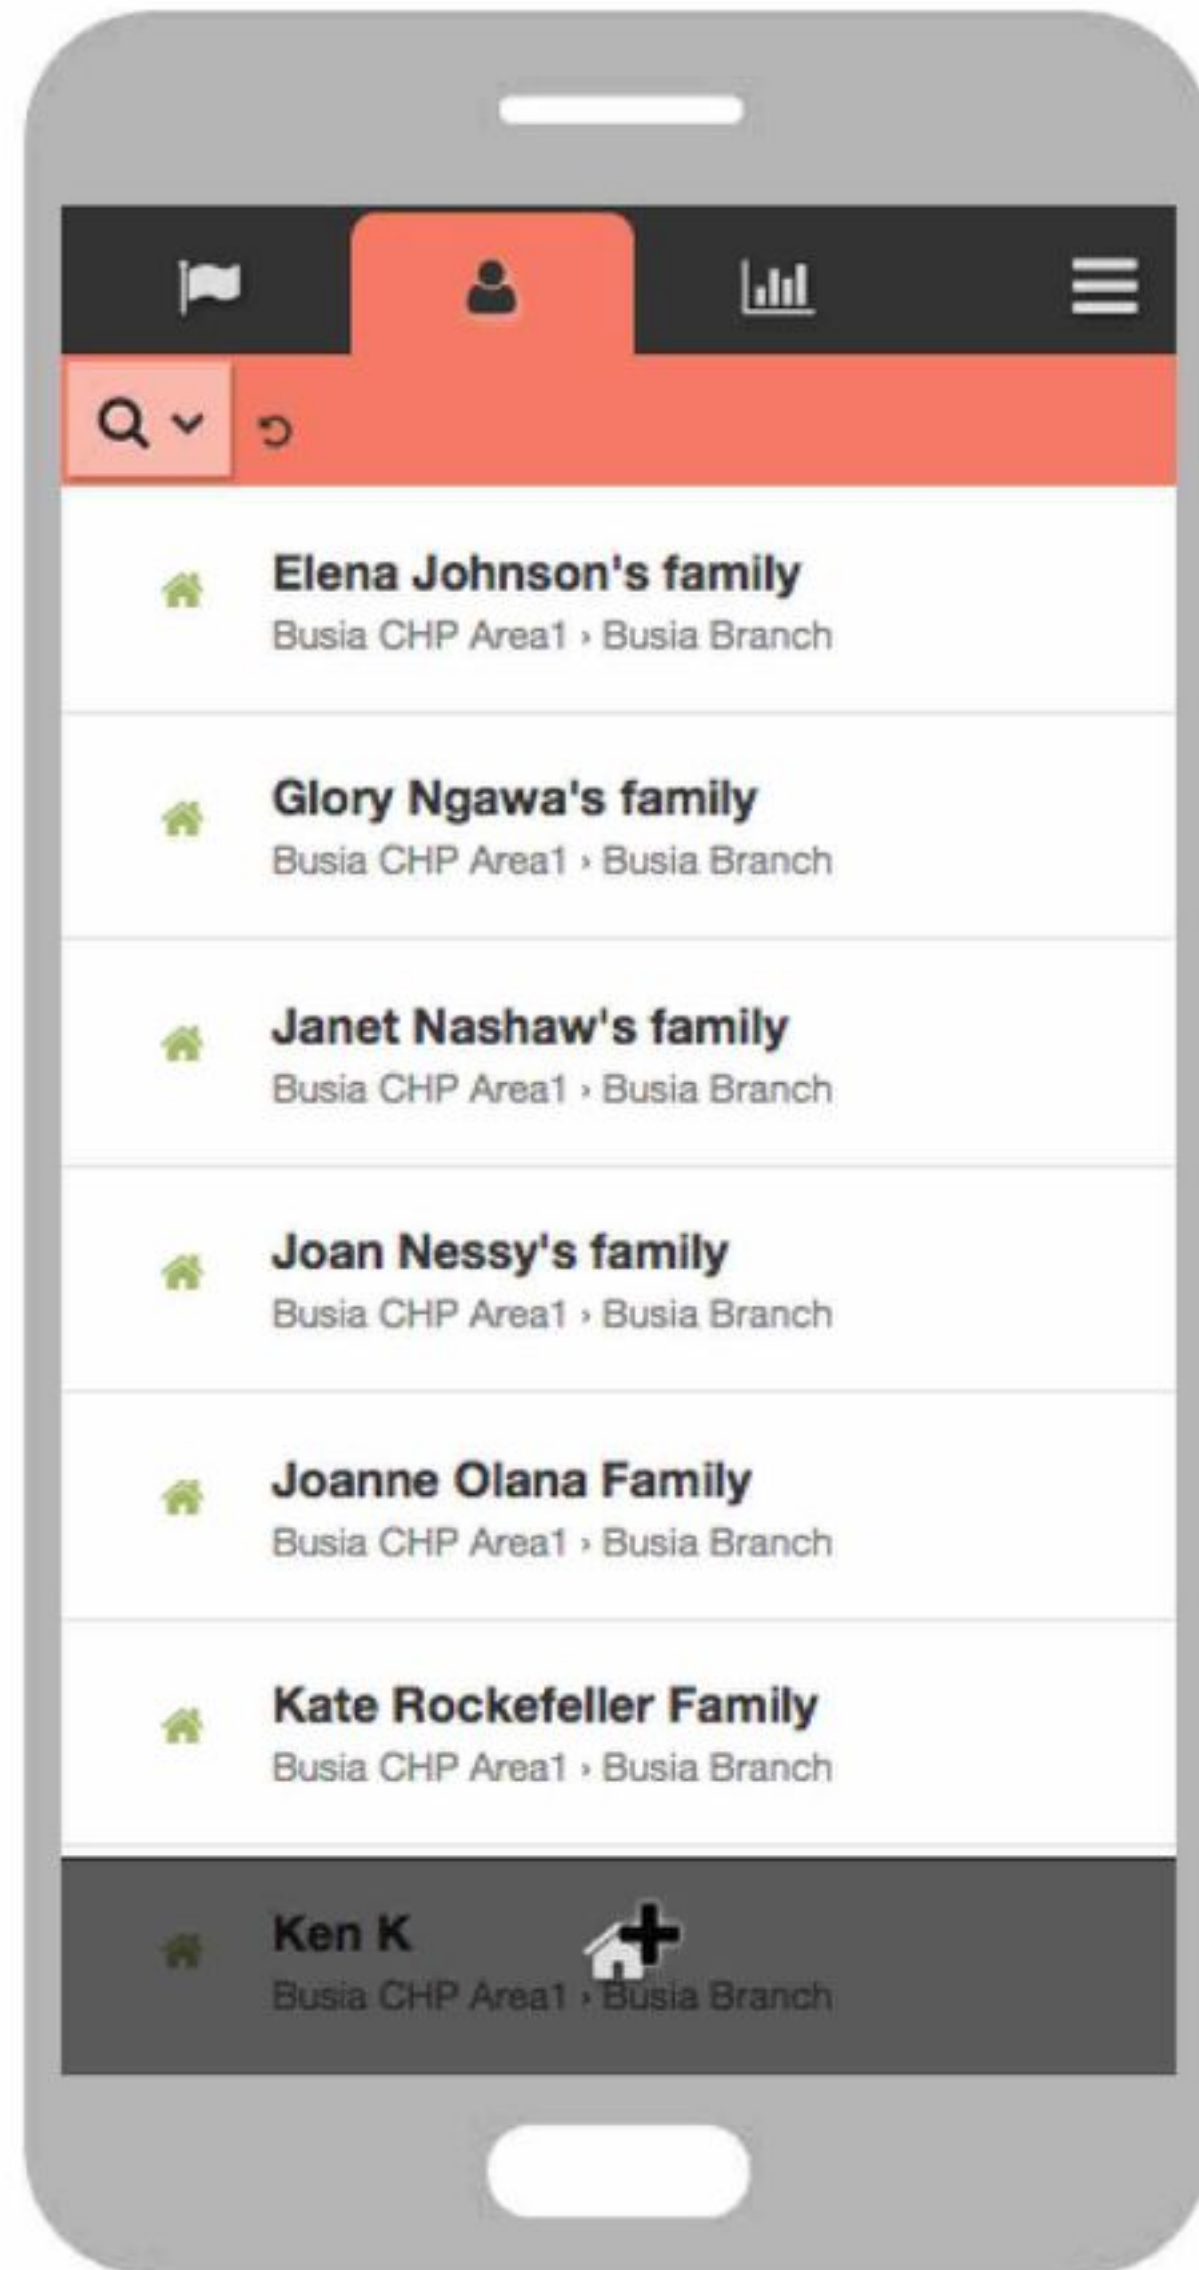 Elena Johnson's family
Busia CHP Area1 › Busia Branch
Glory Ngawa's family
Busia CHP Area1 › Busia Branch
Janet Nashaw's family
Busia CHP Area1 › Busia Branch
Joan Nessy's family
Busia CHP Area1 › Busia Branch
Joanne Olana Family
Busia CHP Area1 › Busia Branch
Kate Rockefeller Family
Busia CHP Area1 › Busia Branch
Ken K
Busia CHP Area1 › Busia Branch